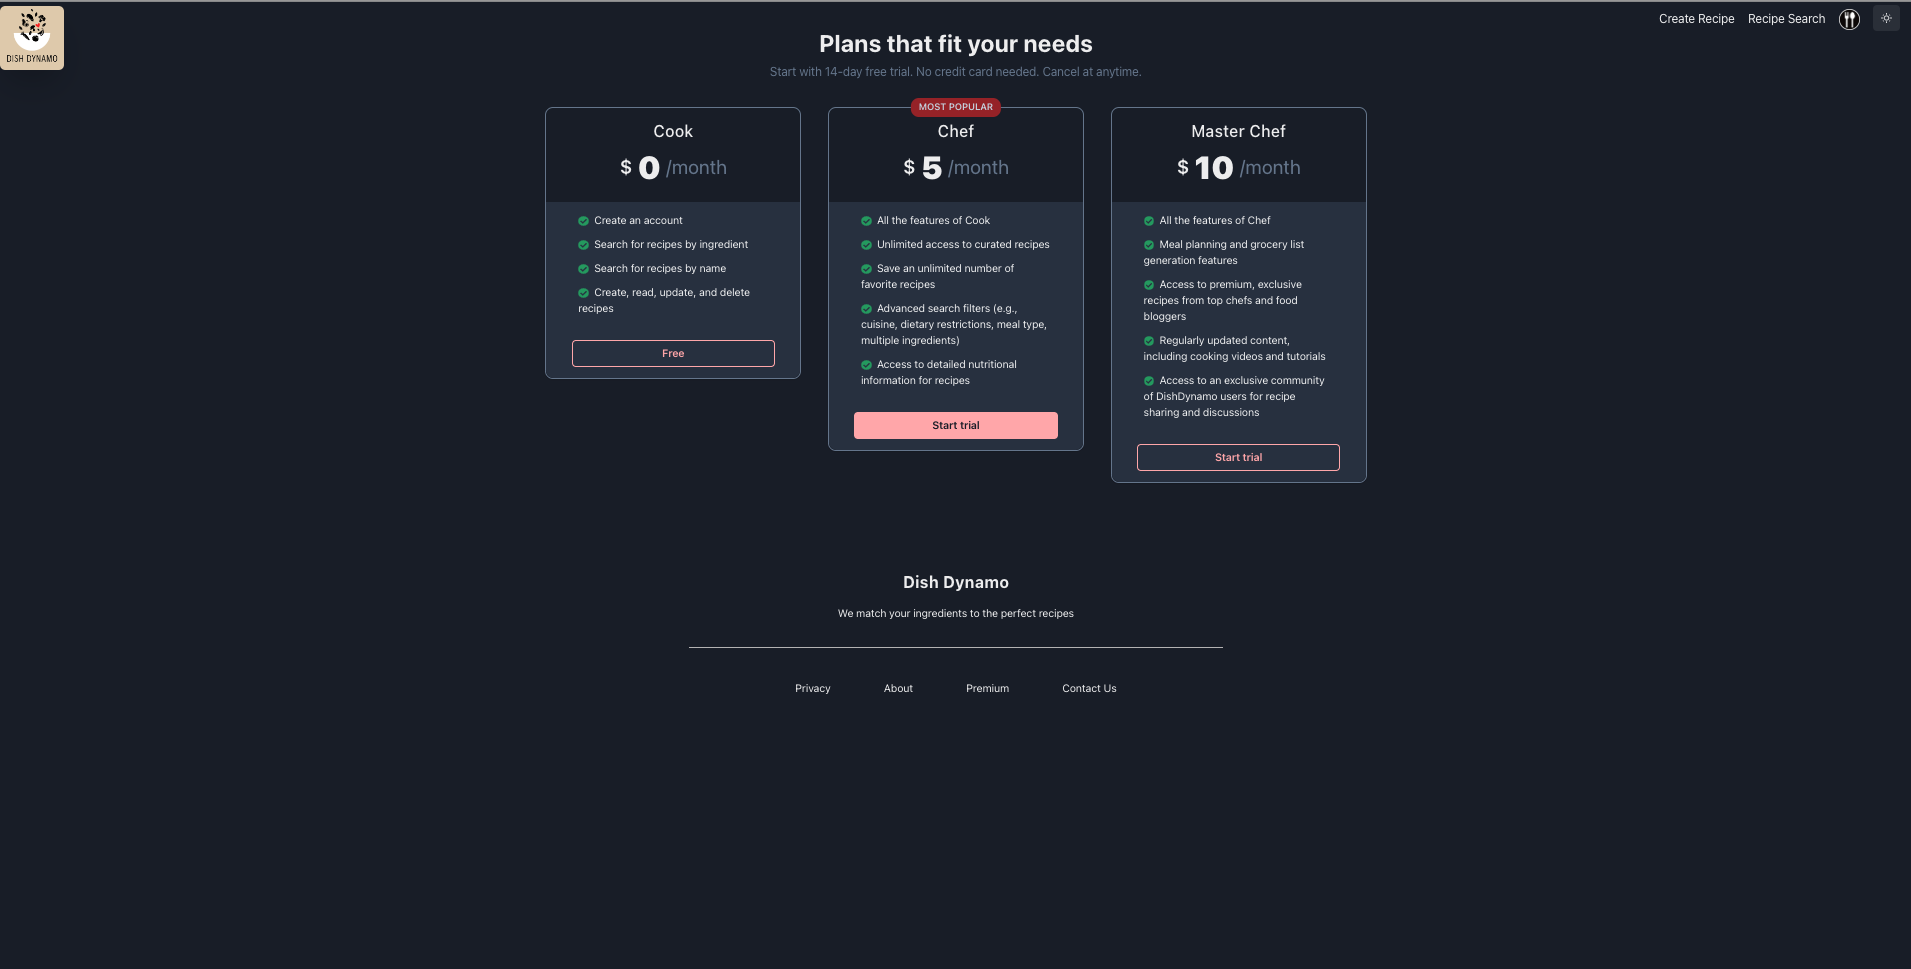 DISH DYNAMO
Create Recipe
Recipe Search
Plans that fit your needs
Start with 14-day free trial. No credit card needed. Cancel at anytime.
Cook
$ 0 /month
Create an account
Search for recipes by ingredient
Search for recipes by name
Create, read, update, and delete
recipes
Free
MOST POPULAR
Chef
$ 5 /month
All the features of Cook
Unlimited access to curated recipes
Save an unlimited number of
favorite recipes
Advanced search filters (e.g.,
cuisine, dietary restrictions, meal type,
multiple ingredients)
Access to detailed nutritional
information for recipes
Start trial
Master Chef
$ 10 /month
All the features of Chef
Meal planning and grocery list
generation features
Access to premium, exclusive
recipes from top chefs and food
bloggers
Regularly updated content,
including cooking videos and tutorials
Access to an exclusive community
of DishDynamo users for recipe
sharing and discussions
Start trial
Dish Dynamo
We match your ingredients to the perfect recipes
Privacy
About
Premium
Contact Us